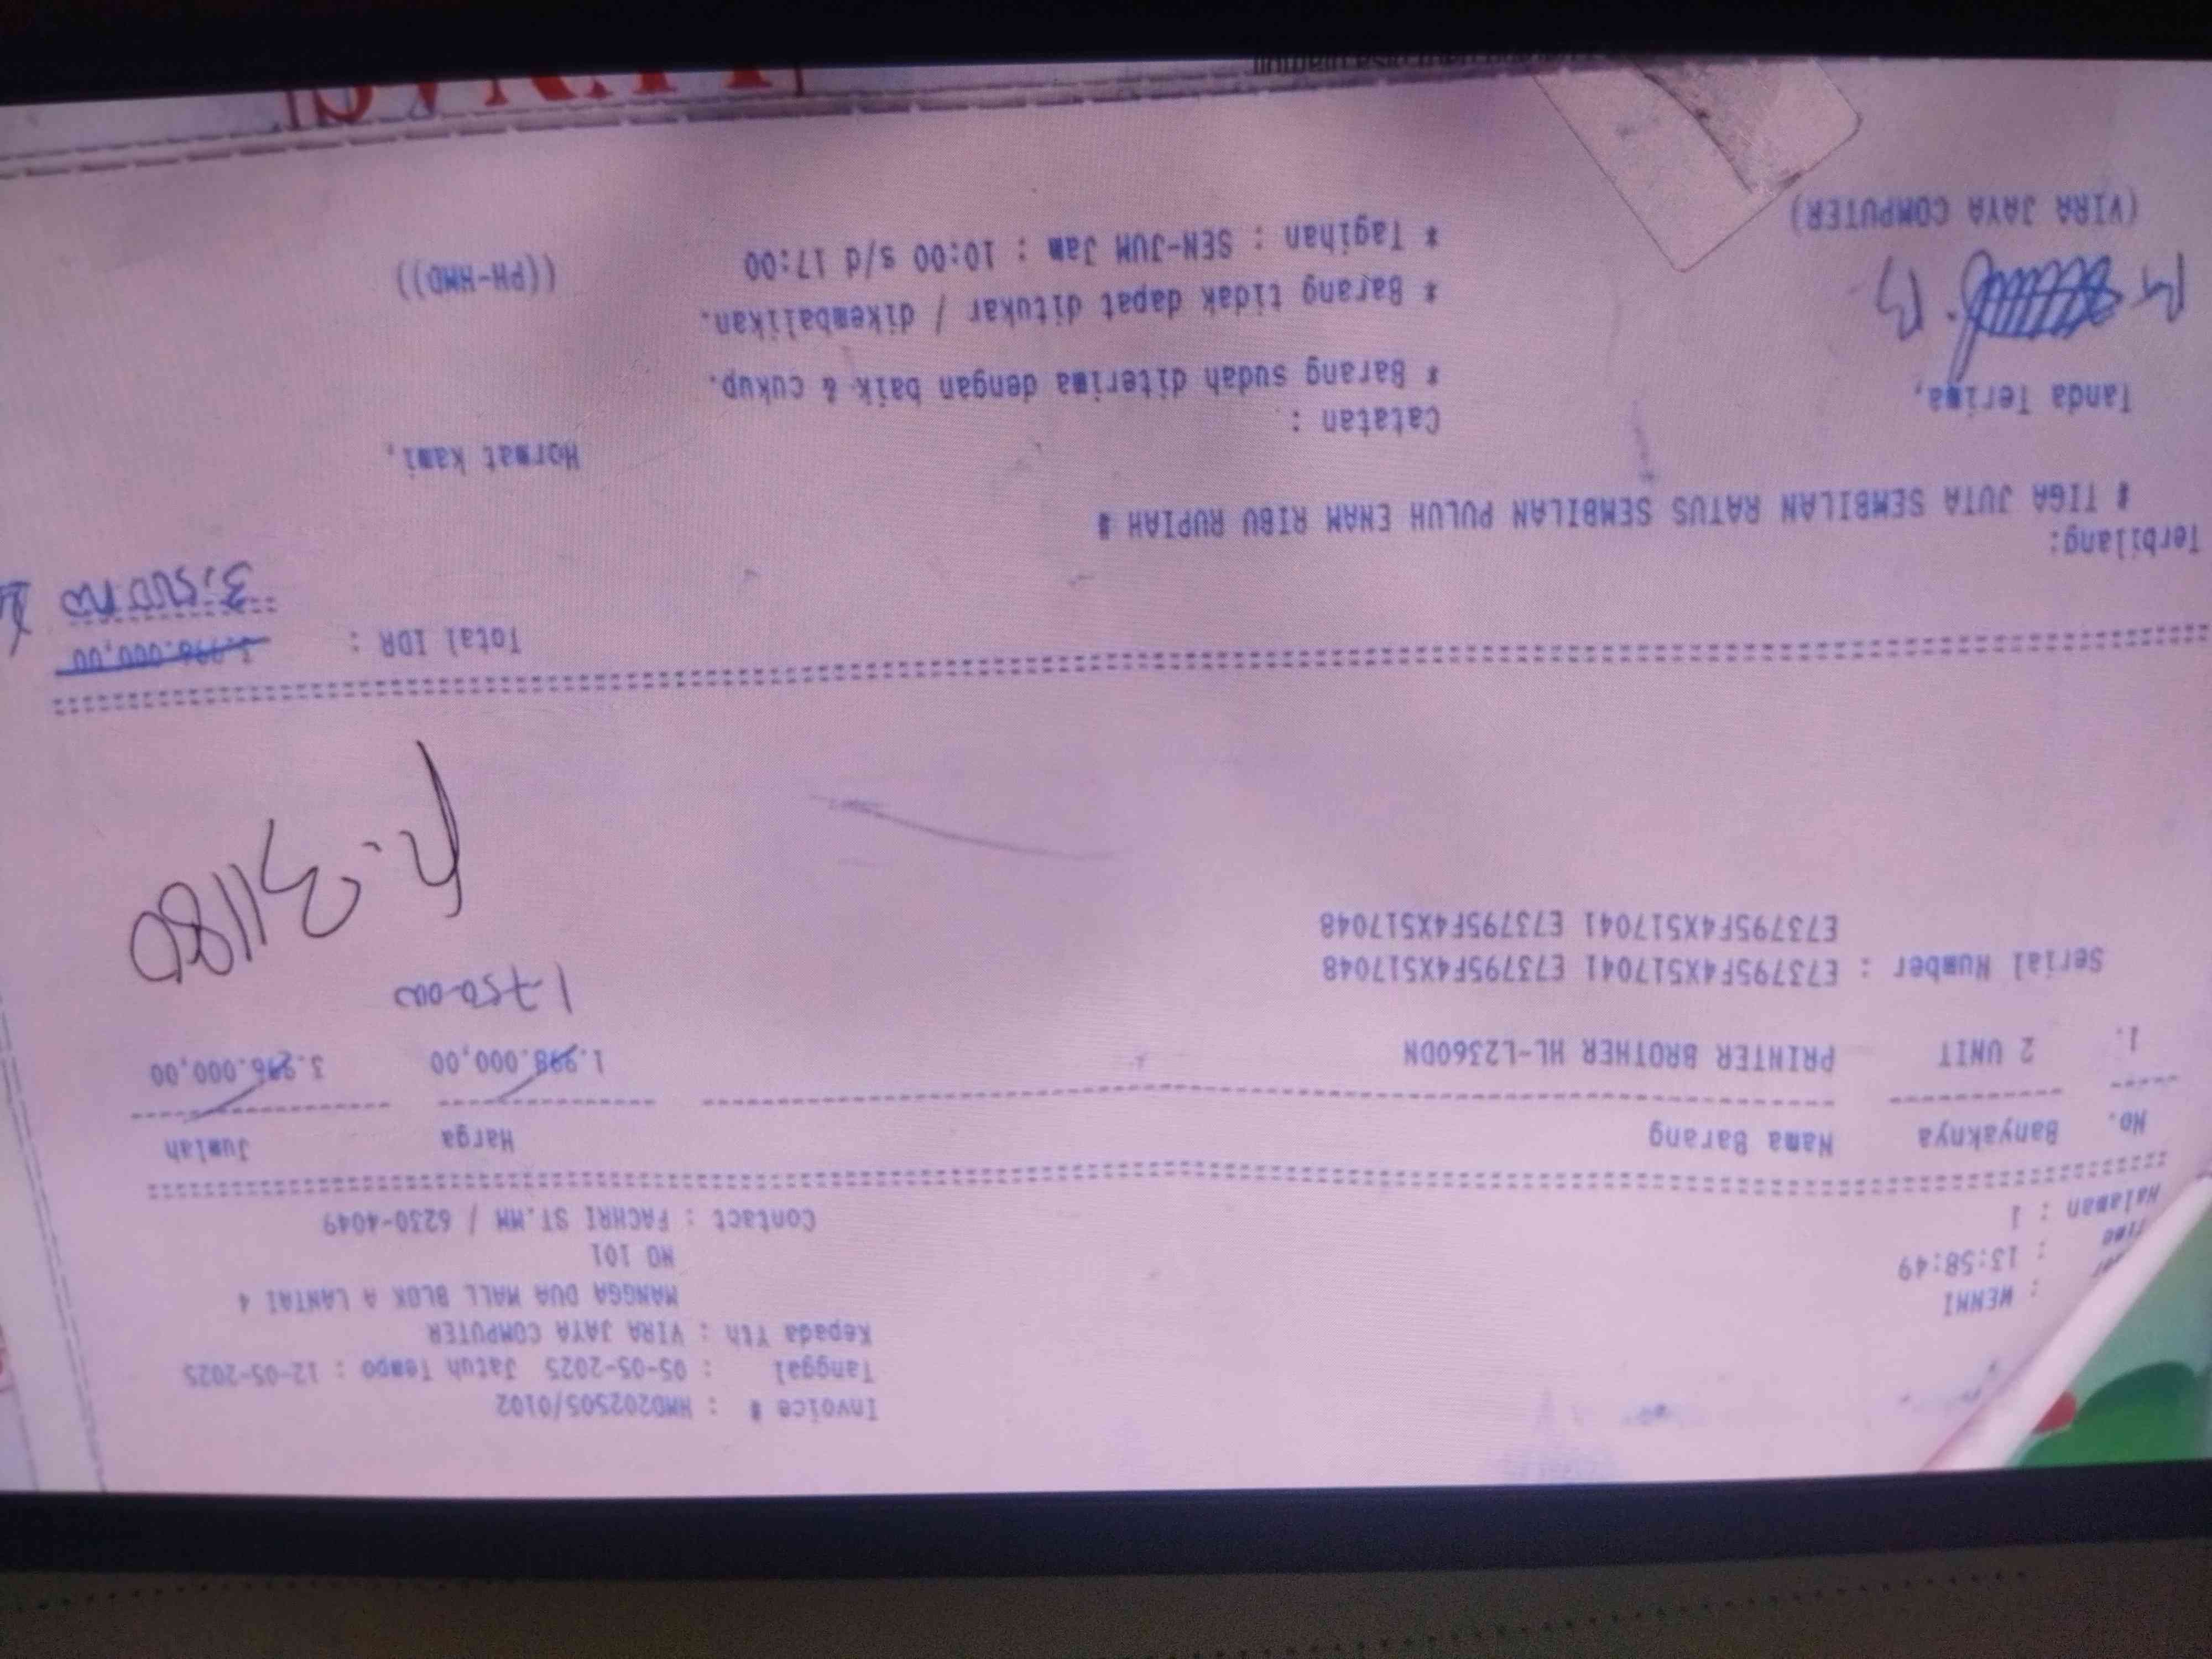 Invoice # : HMD202505/0102
Tanggal : 05-05-2025 Jatuh Tempo : 12-05-2025
Kepada Yth : VIRA JAYA COMPUTER
: WENNI
MANGGA DUA MALL BLOK A LANTAI 4
: 13:58:49
NO 101
Halaman : 1
Contact : FACHRI ST.MM / 6230-4049
No. Banyaknya Nama Barang Harga Jumlah
1. 2 UNIT PRINTER BROTHER HL-L2360DN 1.998.000,00 3.996.000,00
1.750.000
Serial Number : E73795F4X517041 E73795F4X517048
E73795F4X517041 E73795F4X517048
Total IDR : 3.996.000,00
3.500.000
Terbilang:
# TIGA JUTA SEMBILAN RATUS SEMBILAN PULUH ENAM RIBU RUPIAH #
Tanda Terima,
Catatan :
Hormat kami,
* Barang sudah diterima dengan baik & cukup.
* Barang tidak dapat ditukar / dikembalikan.
* Tagihan : SEN-JUM Jam : 10:00 s/d 17:00
(VIRA JAYA COMPUTER)
((PH-HMD))